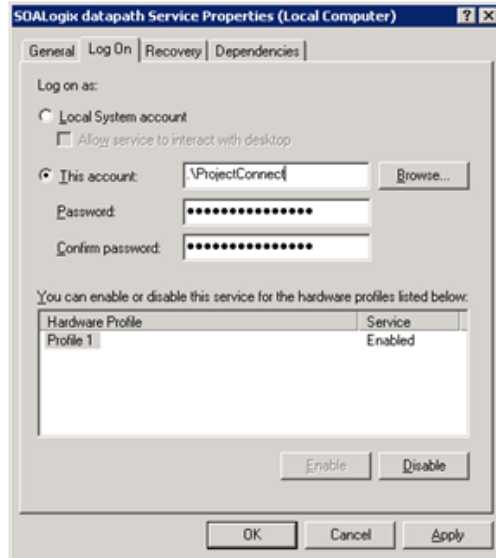 SOALogix datapath Service Properties (Local Computer)
General Log On Recovery Dependencies
Log on as:
Local System account
Allow service to interact with desktop
This account: .\ProjectConnect Browse...
Password: •••••••••••••••
Confirm password: •••••••••••••••
You can enable or disable this service for the hardware profiles listed below:
Hardware Profile Service
Profile 1 Enabled
Enable Disable
OK Cancel Apply